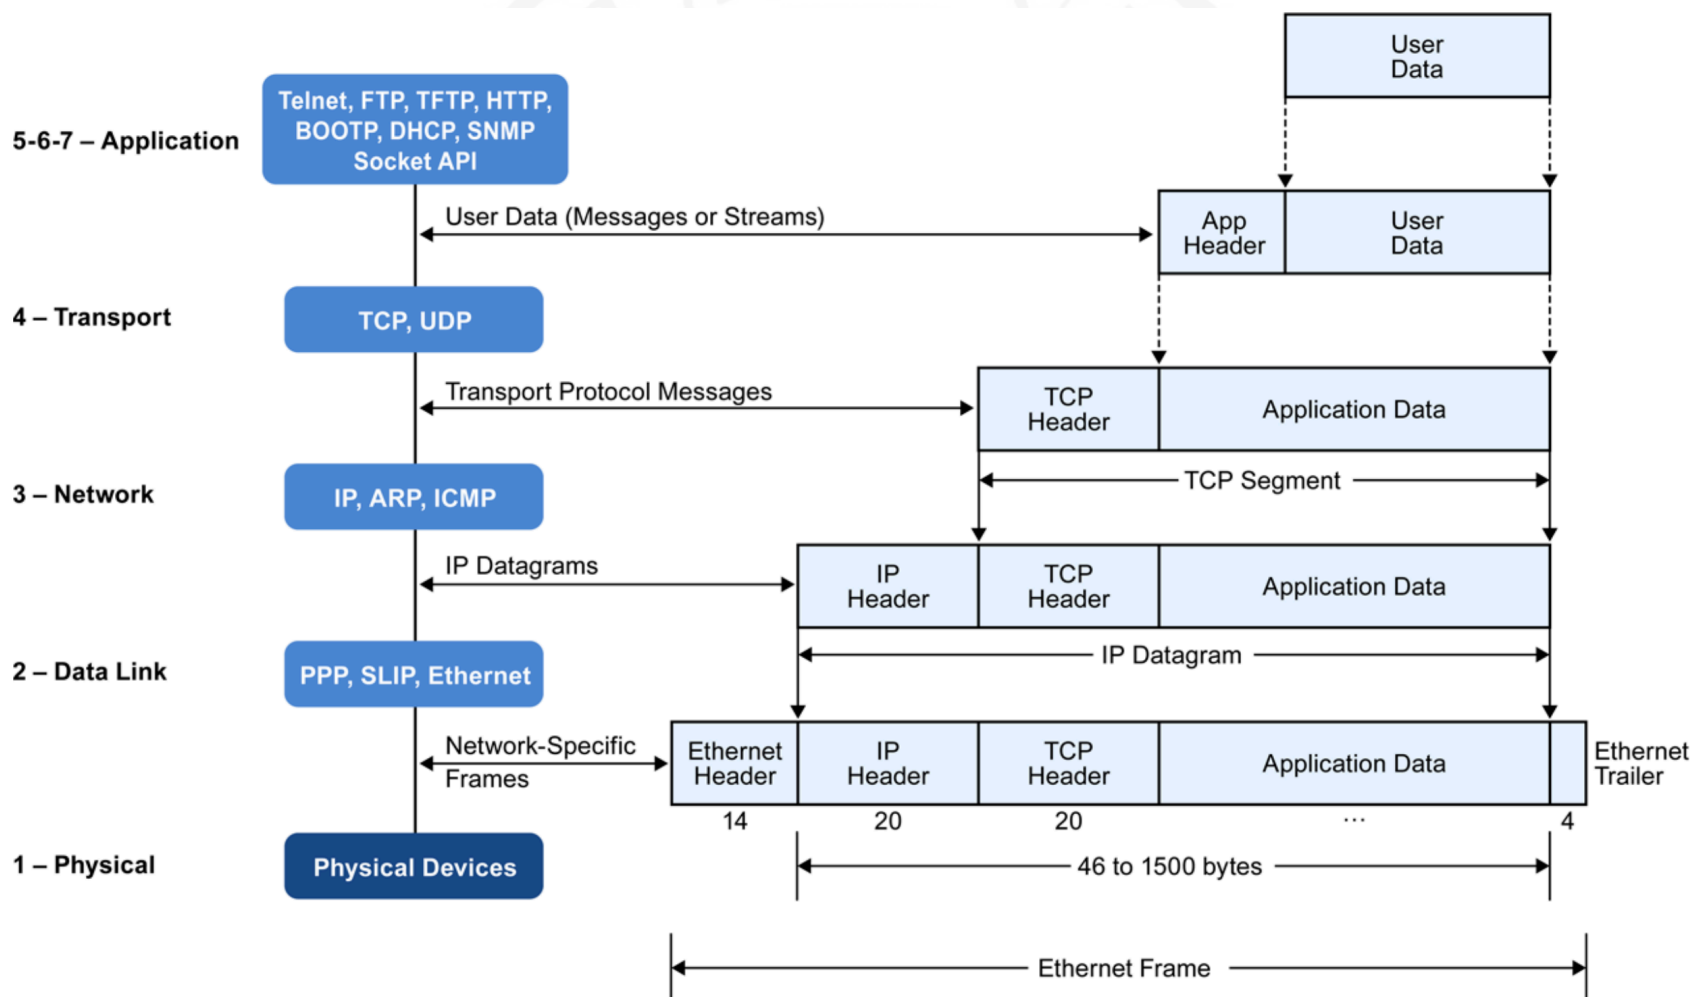 User
Data
Telnet, FTP, TFTP, HTTP,
BOOTP, DHCP, SNMP
Socket API
5-6-7 – Application
User Data (Messages or Streams)
App
Header
User
Data
4 – Transport
TCP, UDP
Transport Protocol Messages
TCP
Header
Application Data
TCP Segment
3 – Network
IP, ARP, ICMP
IP Datagrams
IP
Header
TCP
Header
Application Data
IP Datagram
2 – Data Link
PPP, SLIP, Ethernet
Network-Specific
Frames
Ethernet
Header
IP
Header
TCP
Header
Application Data
Ethernet
Trailer
14
20
20
...
4
1 – Physical
Physical Devices
46 to 1500 bytes
Ethernet Frame